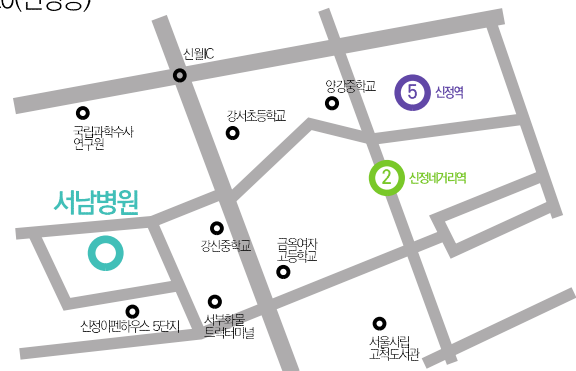 신월IC
양강중학교
5 신정역
강서초등학교
국립과학수사
연구원
2 신정네거리역
서남병원
강신중학교
금옥여자
고등학교
신정이펜하우스 5단지
서부화물
트럭터미널
서울시립
고척도서관